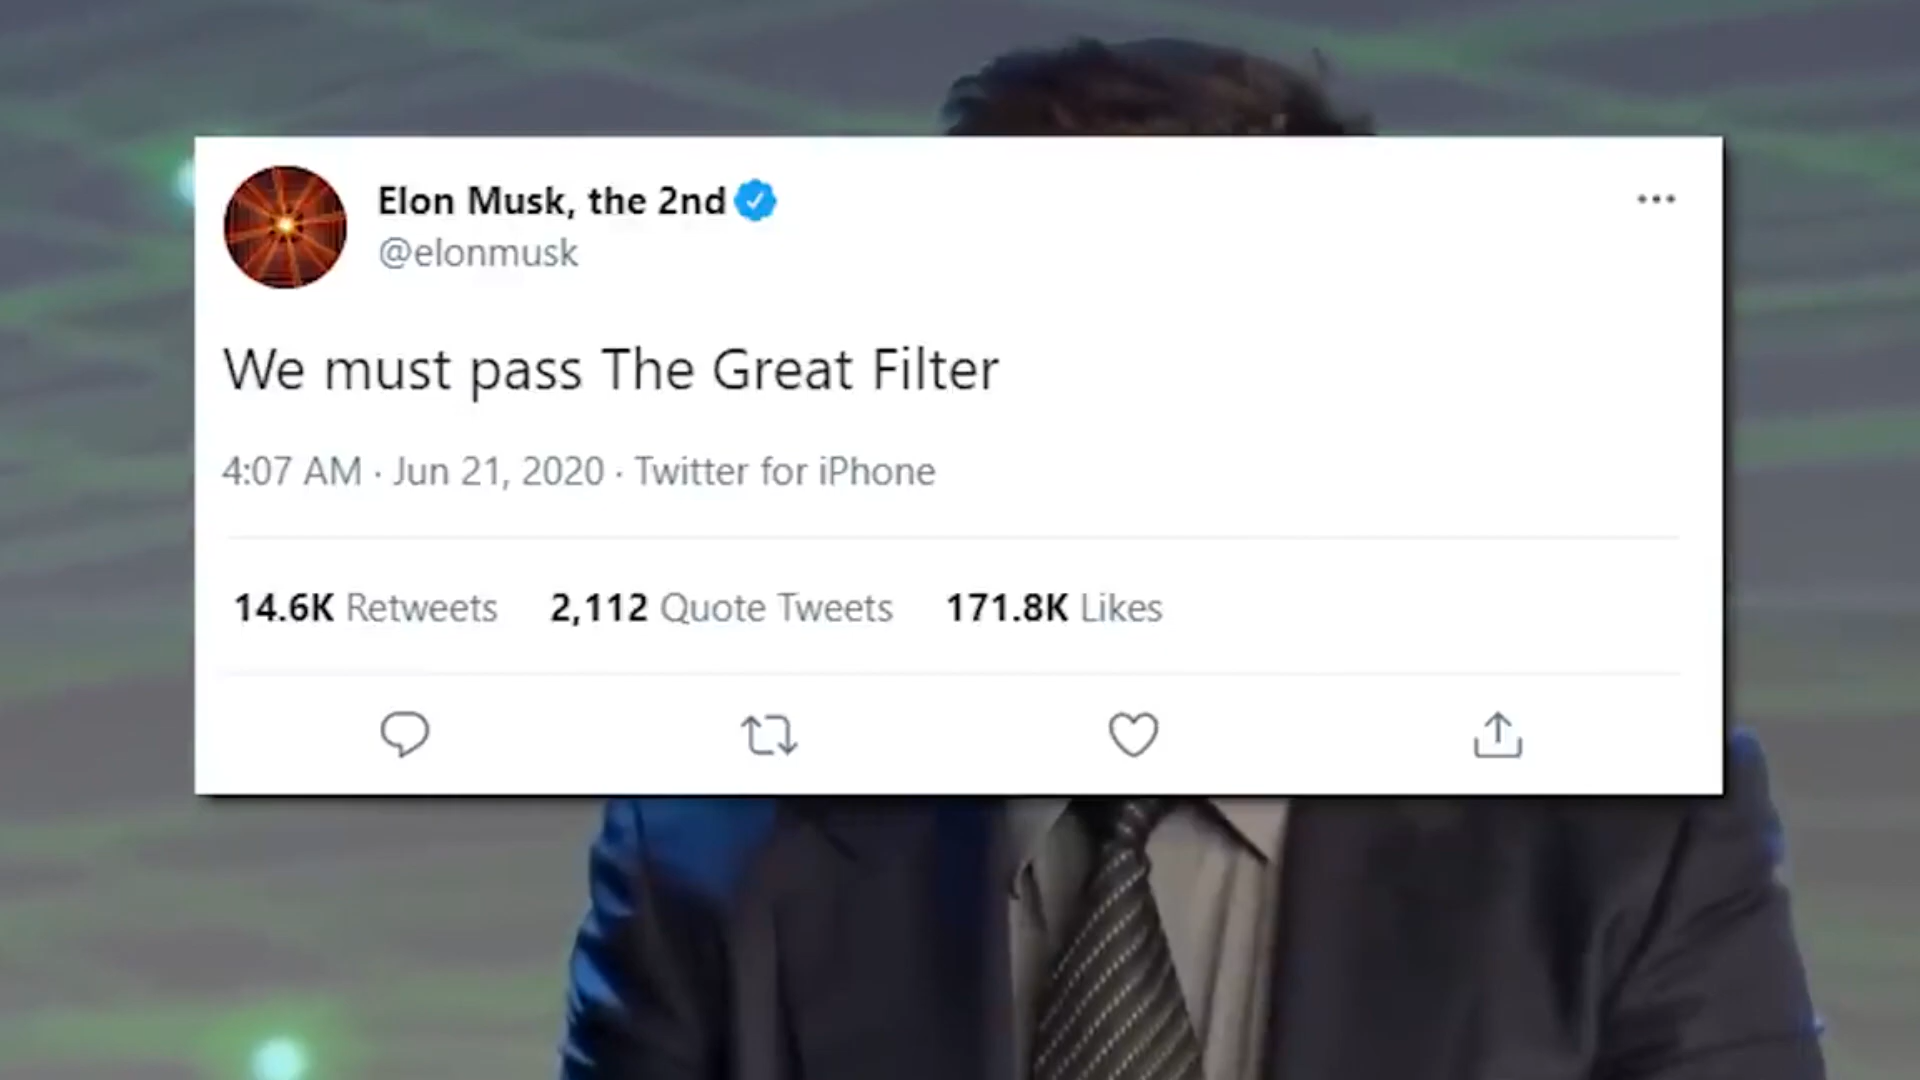 Elon Musk, the 2nd
@elonmusk
We must pass The Great Filter
4:07 AM · Jun 21, 2020 · Twitter for iPhone
14.6K Retweets 2,112 Quote Tweets 171.8K Likes